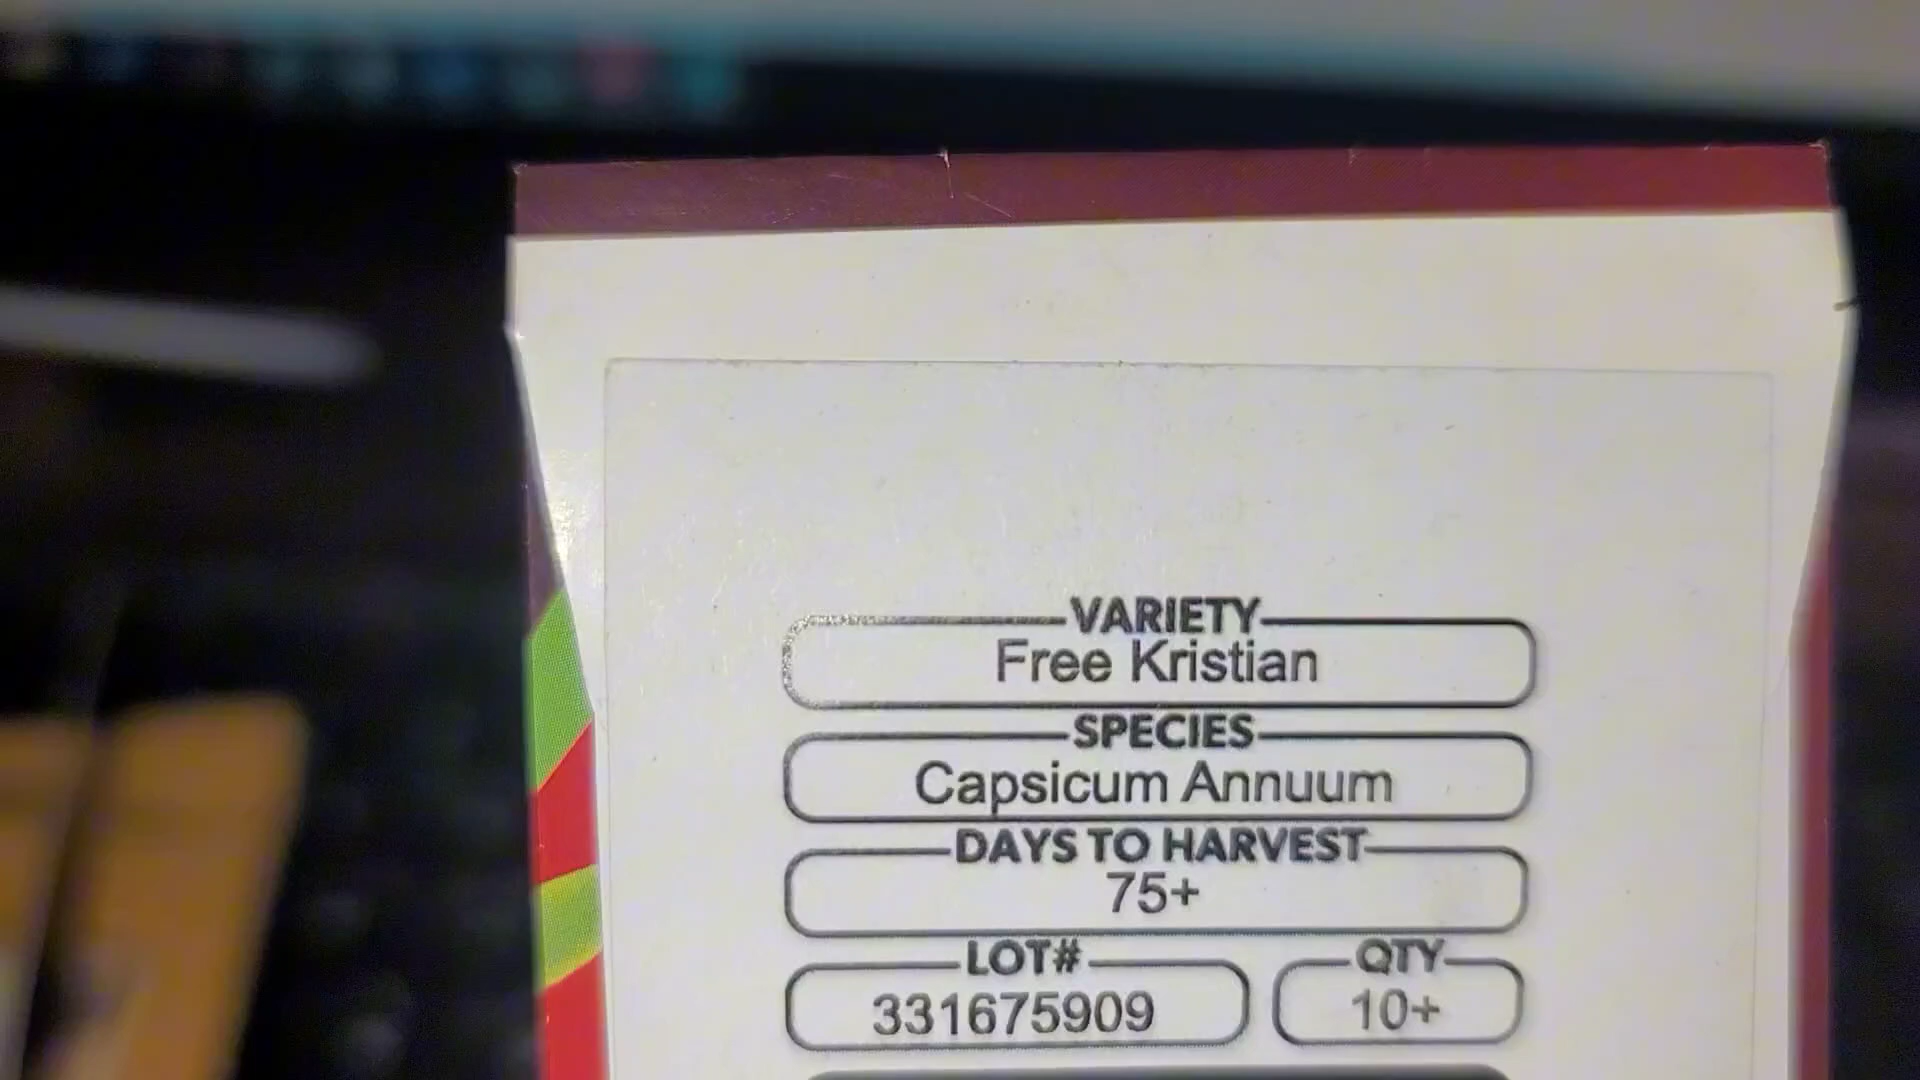 VARIETY
Free Kristian
SPECIES
Capsicum Annuum
DAYS TO HARVEST
75+
LOT# QTY
331675909 10+